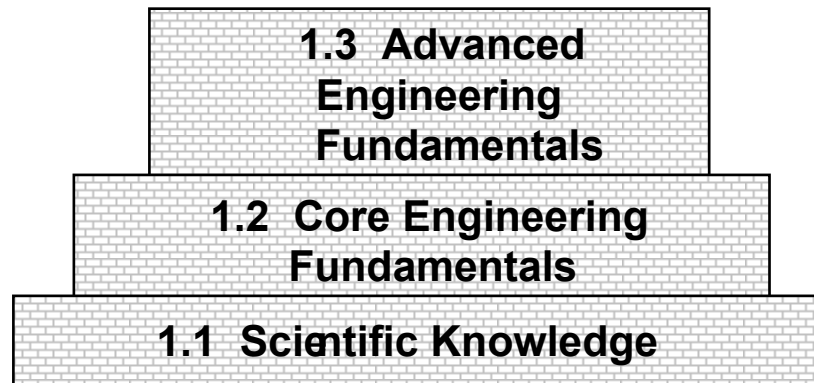 1.3 Advanced
Engineering
Fundamentals
1.2 Core Engineering
Fundamentals
1.1 Scientific Knowledge